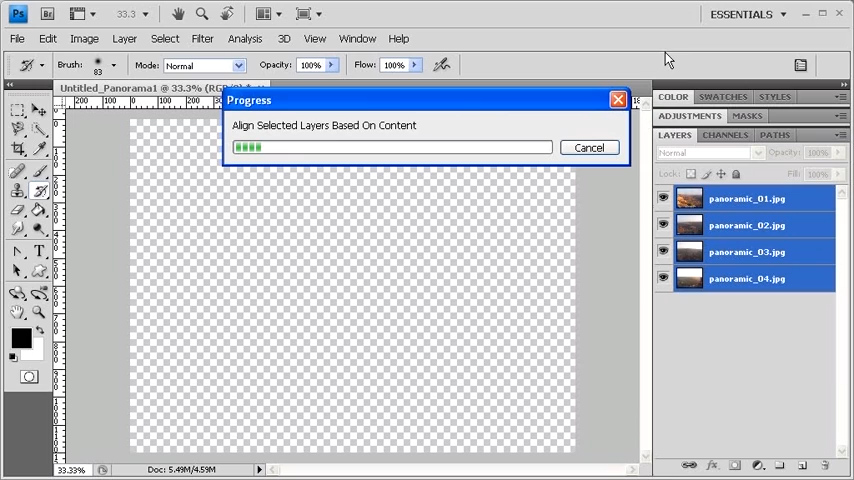 Ps Br 33.3 ESSENTIALS
File Edit Image Layer Select Filter Analysis 3D View Window Help
Brush: 83 Mode: Normal Opacity: 100% Flow: 100%
Untitled_Panorama1 @ 33.3% (RGB/8) *
Progress
Align Selected Layers Based On Content
Cancel
COLOR SWATCHES STYLES
ADJUSTMENTS MASKS
LAYERS CHANNELS PATHS
Normal Opacity: 100%
Lock: Fill: 100%
panoramic_01.jpg
panoramic_02.jpg
panoramic_03.jpg
panoramic_04.jpg
33.33% Doc: 5.49M/4.59M